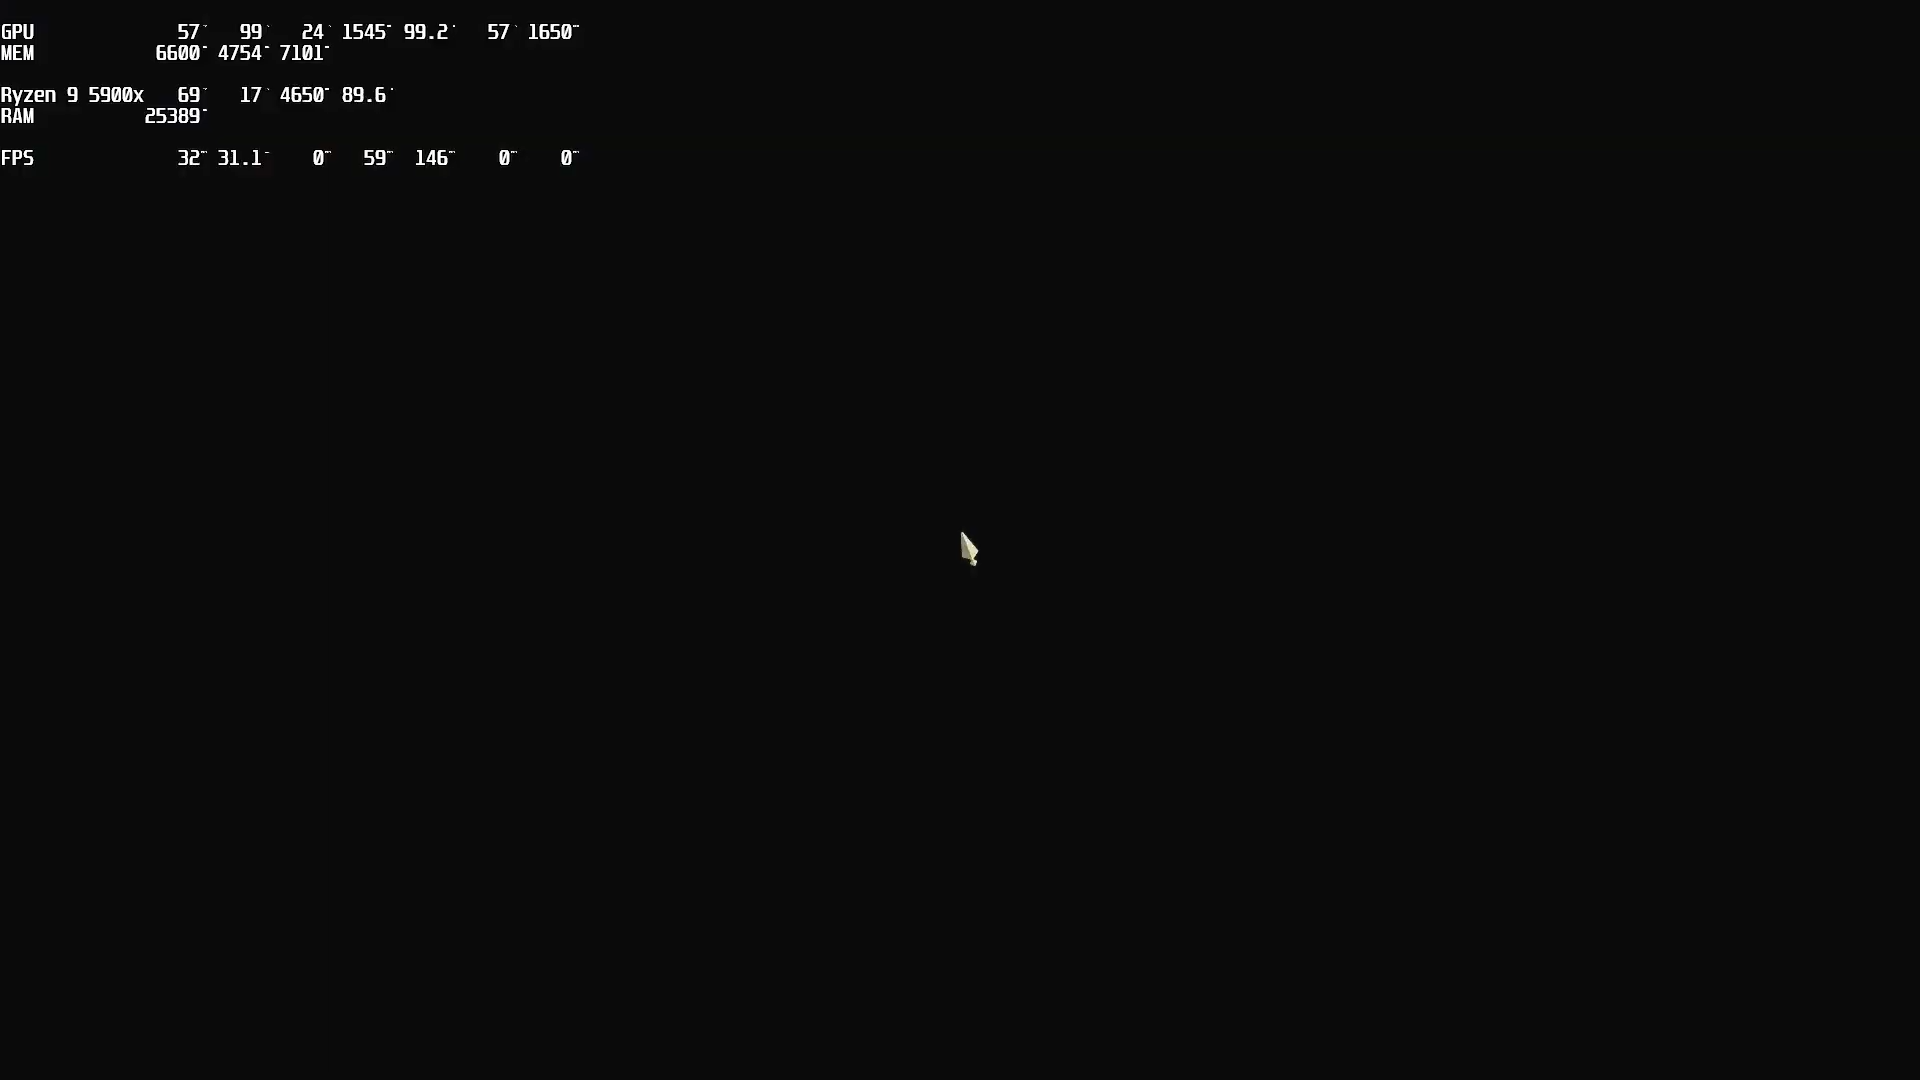 GPU 57 99 24 1545 99.2 57 1650
MEM 6600 4754 7101
Ryzen 9 5900x 69 17 4650 89.6
RAM 25389
FPS 32 31.1 0 59 146 0 0